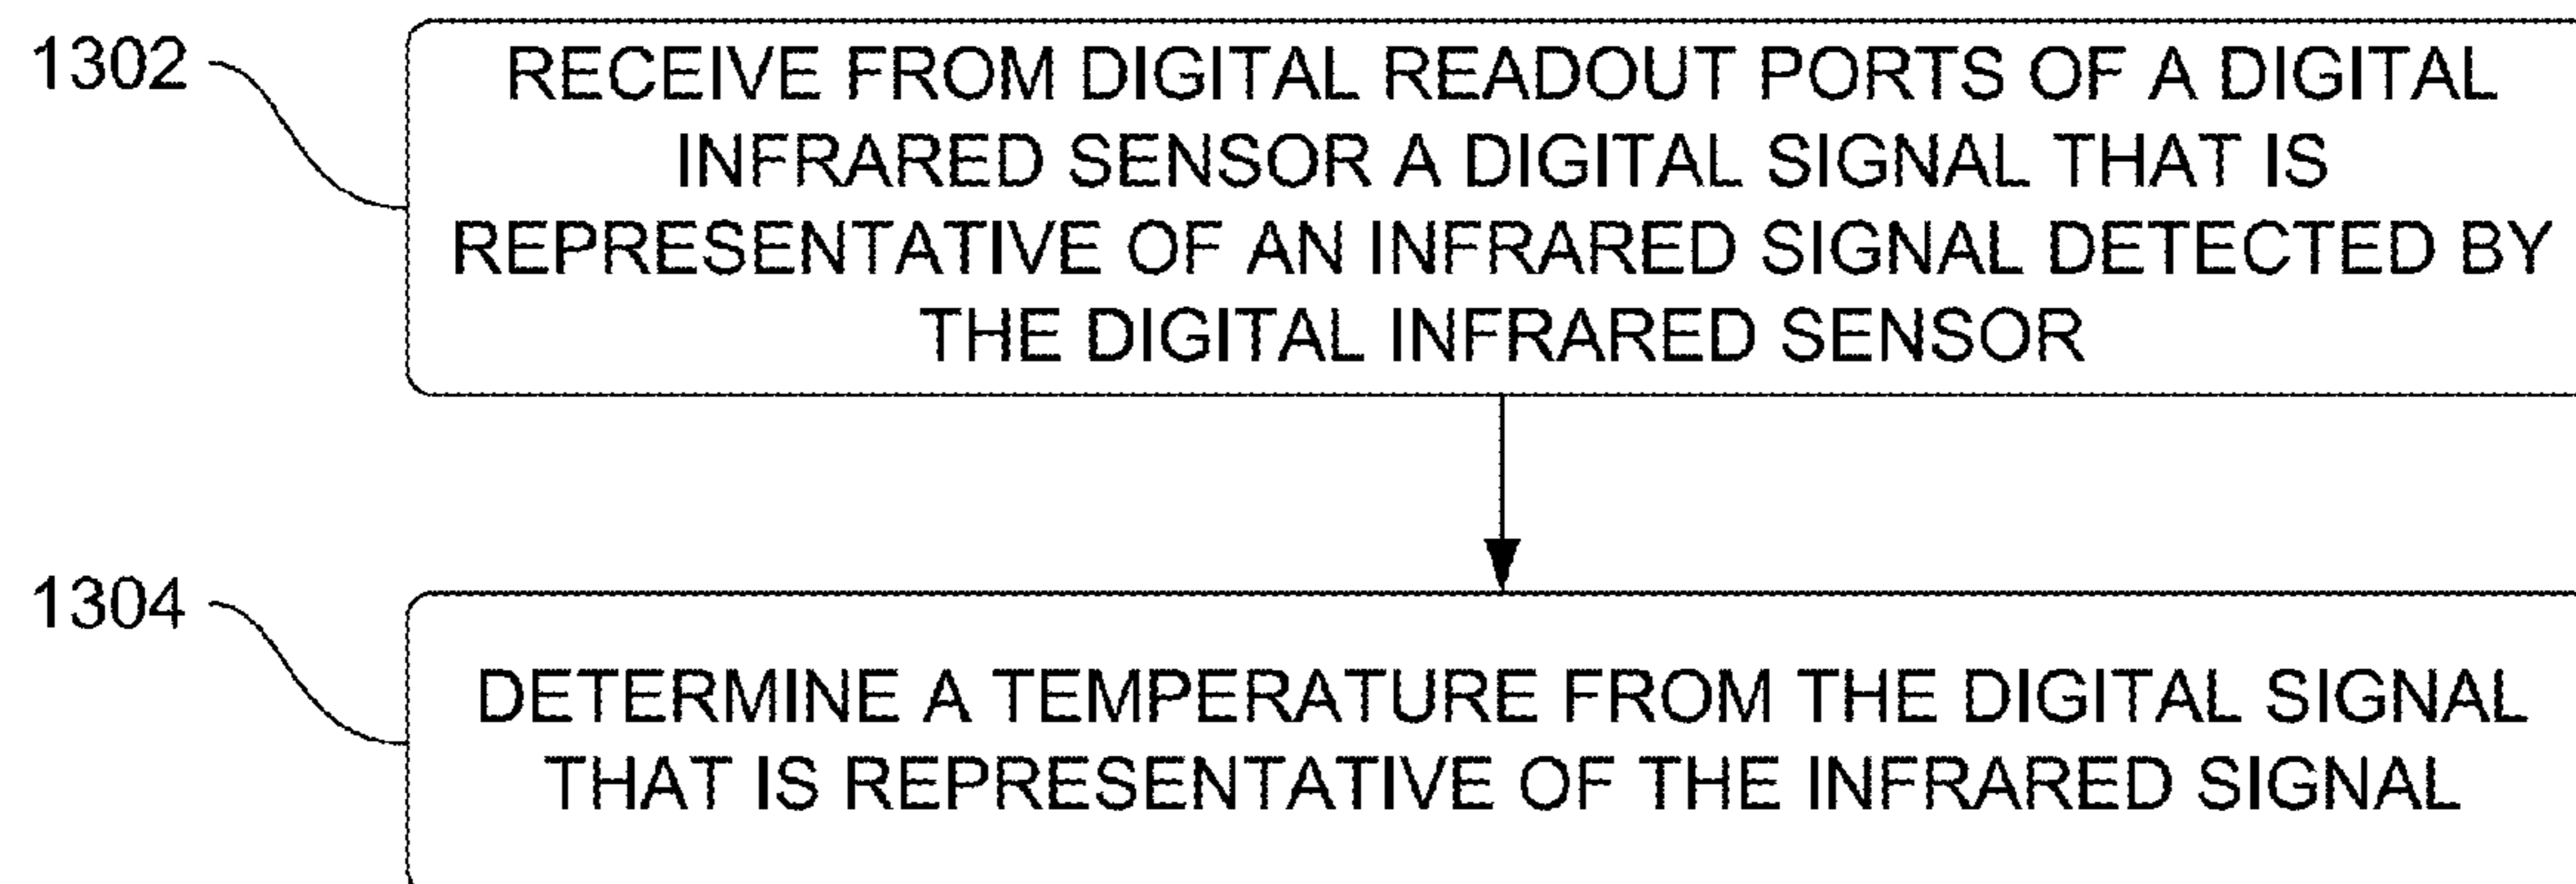 1302
RECEIVE FROM DIGITAL READOUT PORTS OF A DIGITAL
INFRARED SENSOR A DIGITAL SIGNAL THAT IS
REPRESENTATIVE OF AN INFRARED SIGNAL DETECTED BY
THE DIGITAL INFRARED SENSOR
1304
DETERMINE A TEMPERATURE FROM THE DIGITAL SIGNAL
THAT IS REPRESENTATIVE OF THE INFRARED SIGNAL